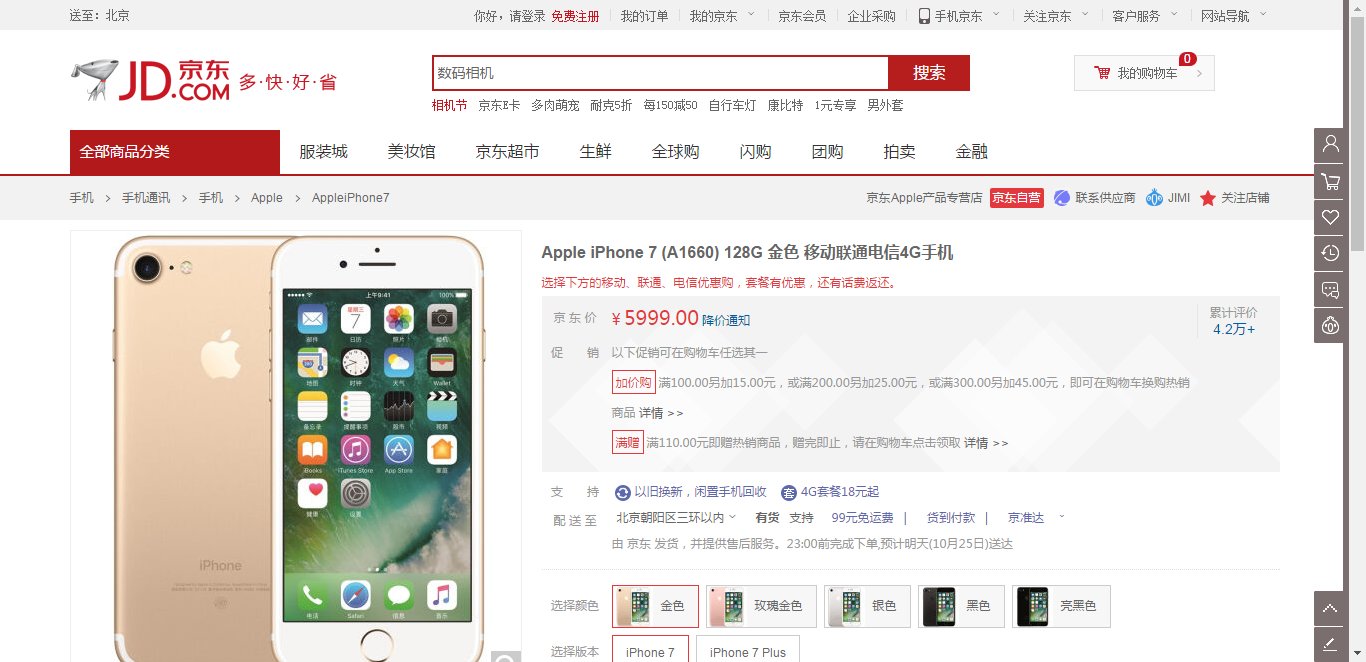 送至：北京
你好，请登录 免费注册 我的订单 我的京东 京东会员 企业采购 手机京东 关注京东 客户服务 网站导航
JD.COM 京东 多·快·好·省
数码相机 搜索
0 我的购物车
相机节 京东E卡 多肉萌宠 耐克5折 每150减50 自行车灯 康比特 1元专享 男外套
全部商品分类 服装城 美妆馆 京东超市 生鲜 全球购 闪购 团购 拍卖 金融
手机 > 手机通讯 > 手机 > Apple > AppleiPhone7
京东Apple产品专营店 京东自营 联系供应商 JIMI 关注店铺
Apple iPhone 7 (A1660) 128G 金色 移动联通电信4G手机
选择下方的移动、联通、电信优惠购，套餐有优惠，还有话费返还。
京东价 ¥ 5999.00 降价通知
累计评价
4.2万+
促 销 以下促销可在购物车任选其一
加价购 满100.00另加15.00元，或满200.00另加25.00元，或满300.00另加45.00元，即可在购物车换购热销
商品 详情 >>
满赠 满110.00元即赠热销商品，赠完即止，请在购物车点击领取 详情 >>
支 持 以旧换新，闲置手机回收 套 4G套餐18元起
配送至 北京朝阳区三环以内 有货 支持 99元免运费 | 货到付款 | 京准达
由 京东 发货，并提供售后服务。23:00前完成下单,预计明天(10月25日)送达
选择颜色 金色 玫瑰金色 银色 黑色 亮黑色
选择版本 iPhone 7 iPhone 7 Plus
上午9:41 100%
星期三
7
邮件 日历 照片 相机
地图 时钟 天气 Wallet
备忘录 提醒事项 股市 视频
iBooks iTunes Store App Store 家庭
健康 设置
电话 Safari 信息 音乐
iPhone